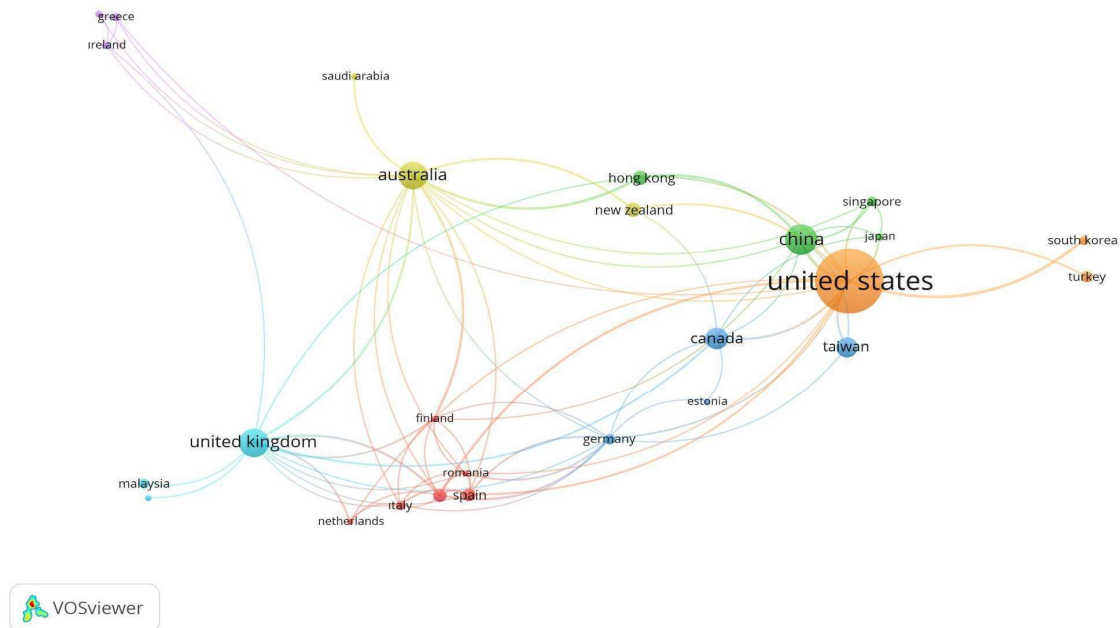 greece
ireland
saudi arabia
australia
hong kong
new zealand
singapore
china
japan
south korea
united states
turkey
canada
taiwan
estonia
finland
germany
united kingdom
romania
malaysia
spain
italy
netherlands
VOSviewer